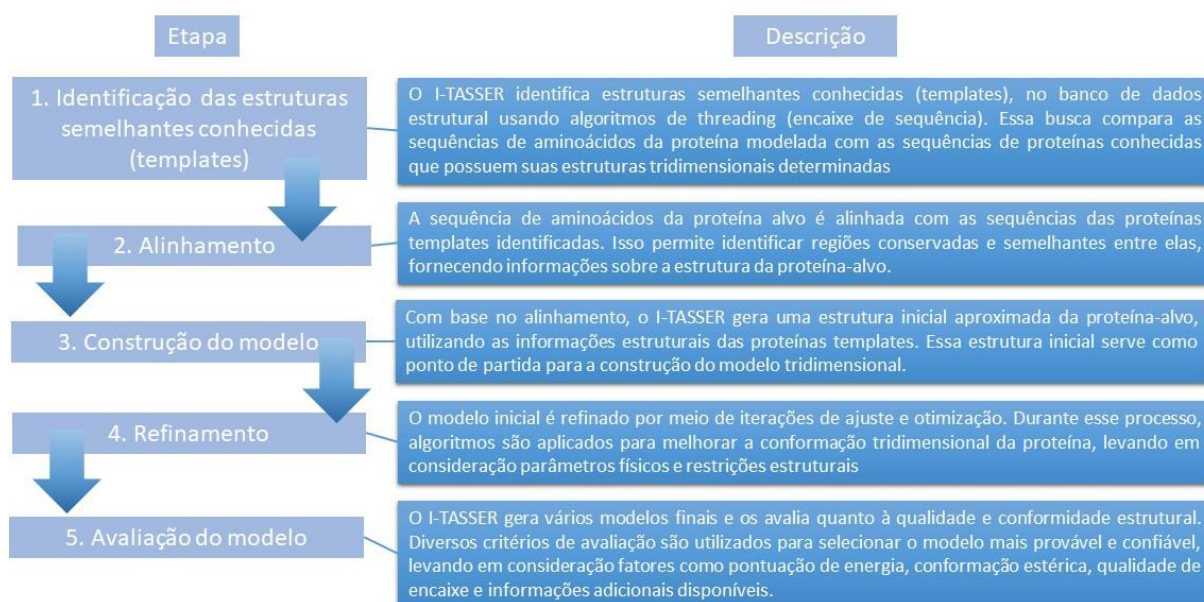 Etapa
Descrição
1. Identificação das estruturas
semelhantes conhecidas
(templates)
O I-TASSER identifica estruturas semelhantes conhecidas (templates), no banco de dados
estrutural usando algoritmos de threading (encaixe de sequência). Essa busca compara as
sequências de aminoácidos da proteína modelada com as sequências de proteínas conhecidas
que possuem suas estruturas tridimensionais determinadas
2. Alinhamento
A sequência de aminoácidos da proteína alvo é alinhada com as sequências das proteínas
templates identificadas. Isso permite identificar regiões conservadas e semelhantes entre elas,
fornecendo informações sobre a estrutura da proteína-alvo.
3. Construção do modelo
Com base no alinhamento, o I-TASSER gera uma estrutura inicial aproximada da proteína-alvo,
utilizando as informações estruturais das proteínas templates. Essa estrutura inicial serve como
ponto de partida para a construção do modelo tridimensional.
4. Refinamento
O modelo inicial é refinado por meio de iterações de ajuste e otimização. Durante esse processo,
algoritmos são aplicados para melhorar a conformação tridimensional da proteína, levando em
consideração parâmetros físicos e restrições estruturais
5. Avaliação do modelo
O I-TASSER gera vários modelos finais e os avalia quanto à qualidade e conformidade estrutural.
Diversos critérios de avaliação são utilizados para selecionar o modelo mais provável e confiável,
levando em consideração fatores como pontuação de energia, conformação estérica, qualidade de
encaixe e informações adicionais disponíveis.